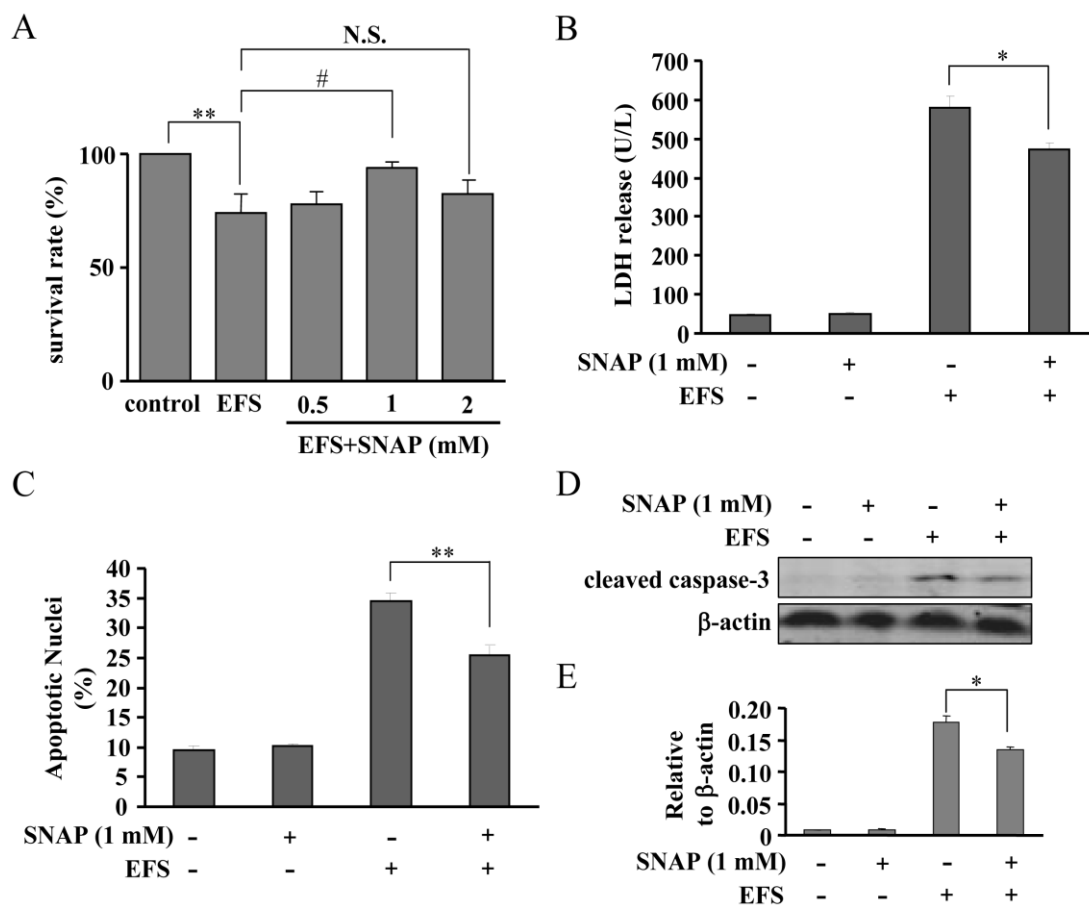 A
N.S.
#
**
100
50
0
survival rate (%)
control EFS 0.5 1 2
EFS+SNAP (mM)
B
700
600
500
400
300
200
100
0
LDH release (U/L)
*
SNAP (1 mM) - + - +
EFS - - + +
C
40
35
30
25
20
15
10
5
0
Apoptotic Nuclei
(%)
**
SNAP (1 mM) - + - +
EFS - - + +
D
SNAP (1 mM) - + - +
EFS - - + +
cleaved caspase-3
β-actin
E
0.20
0.15
0.10
0.05
0
Relative
to β-actin
*
SNAP (1 mM) - + - +
EFS - - + +